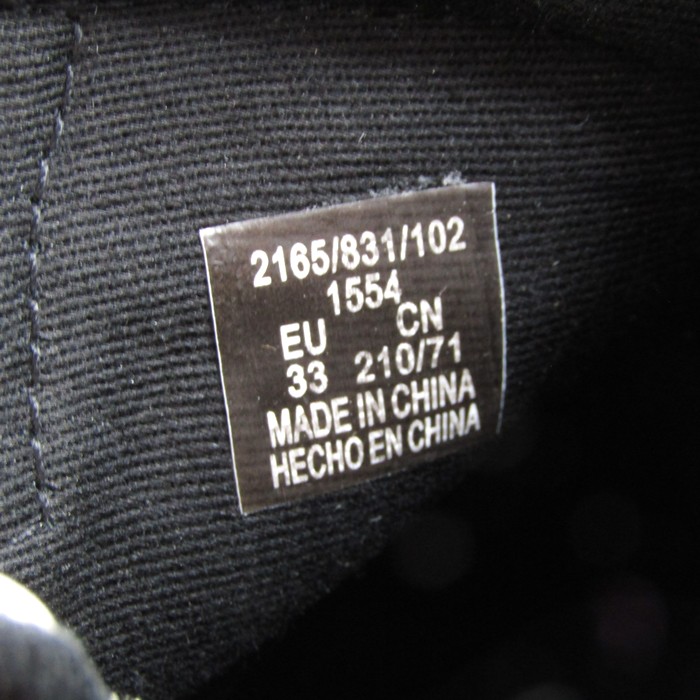 2165/831/102
1554
EU CN
33 210/71
MADE IN CHINA
HECHO EN CHINA